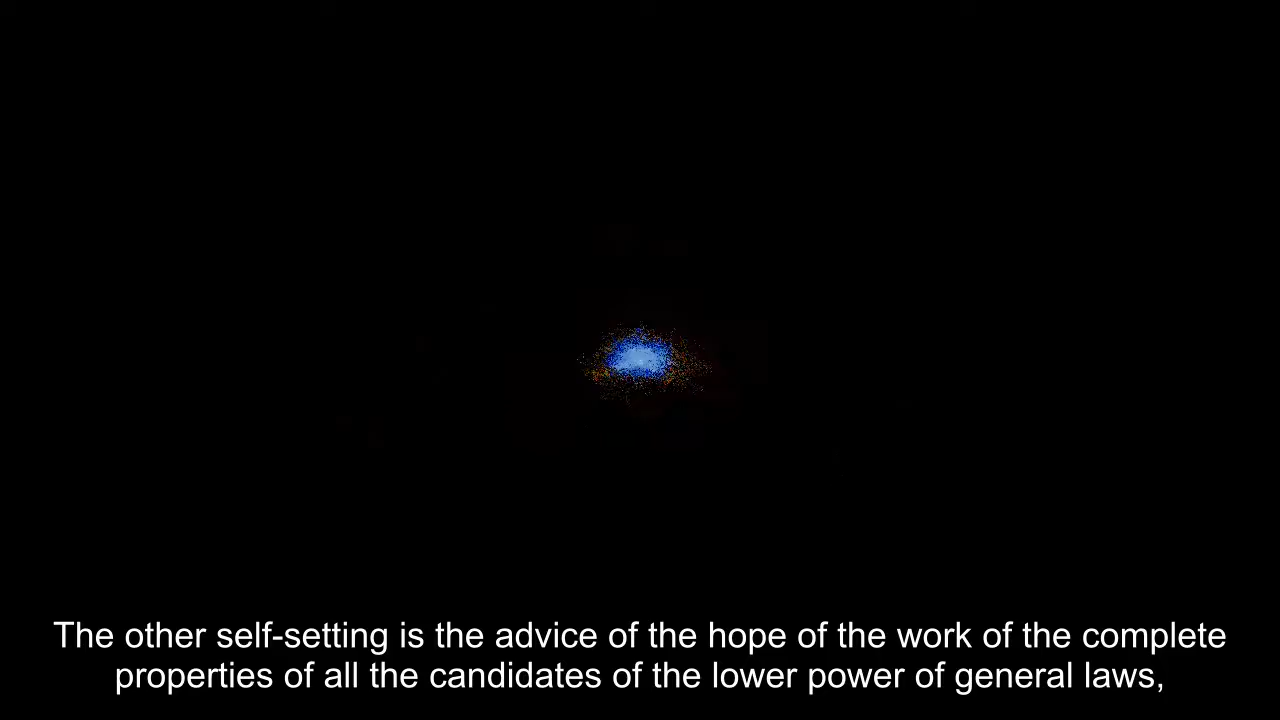 The other self-setting is the advice of the hope of the work of the complete
properties of all the candidates of the lower power of general laws,